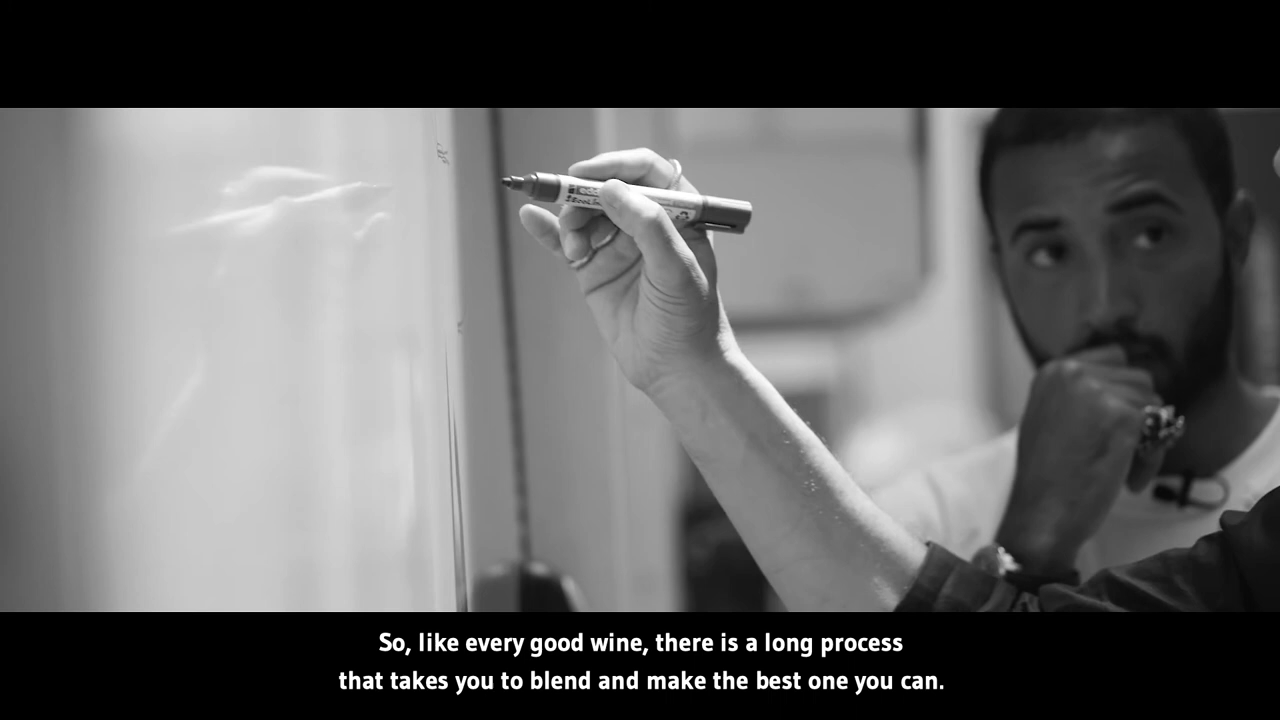 So, like every good wine, there is a long process
that takes you to blend and make the best one you can.